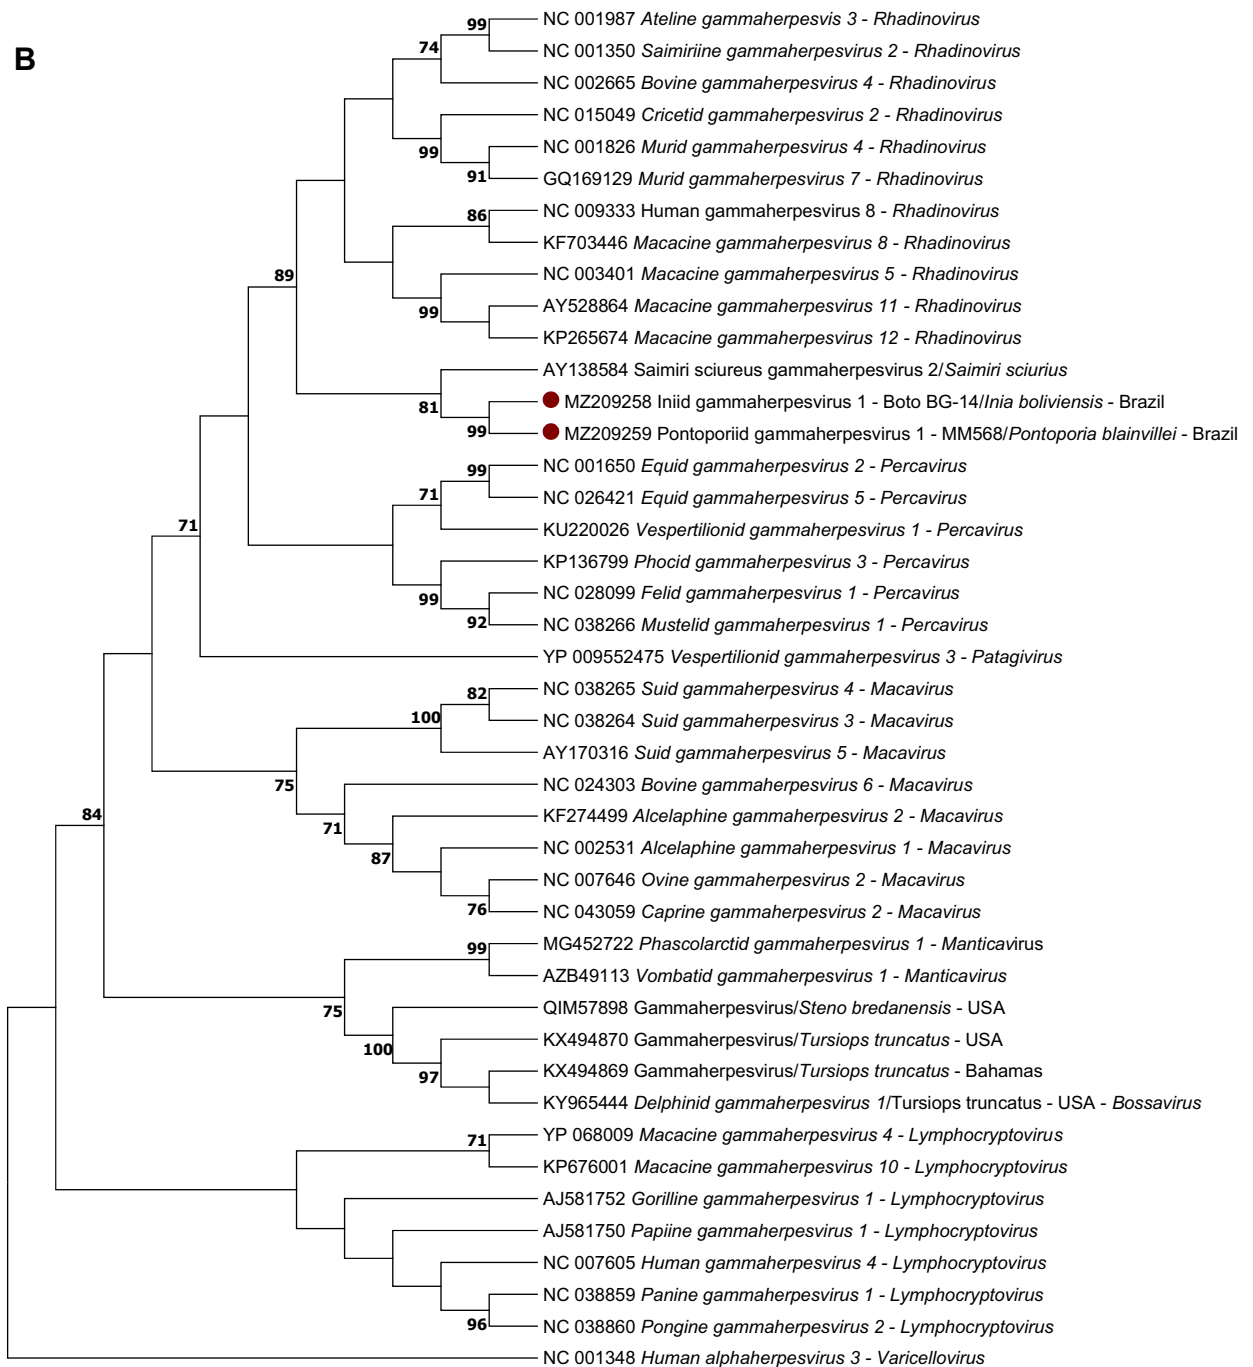 B
NC 001987 Ateline gammaherpesvis 3 - Rhadinovirus
99
NC 001350 Saimiriine gammaherpesvirus 2 - Rhadinovirus
74
NC 002665 Bovine gammaherpesvirus 4 - Rhadinovirus
NC 015049 Cricetid gammaherpesvirus 2 - Rhadinovirus
99
NC 001826 Murid gammaherpesvirus 4 - Rhadinovirus
91
GQ169129 Murid gammaherpesvirus 7 - Rhadinovirus
NC 009333 Human gammaherpesvirus 8 - Rhadinovirus
86
KF703446 Macacine gammaherpesvirus 8 - Rhadinovirus
89
NC 003401 Macacine gammaherpesvirus 5 - Rhadinovirus
99
AY528864 Macacine gammaherpesvirus 11 - Rhadinovirus
KP265674 Macacine gammaherpesvirus 12 - Rhadinovirus
AY138584 Saimiri sciureus gammaherpesvirus 2/Saimiri sciurius
81
MZ209258 Iniid gammaherpesvirus 1 - Boto BG-14/Inia boliviensis - Brazil
99
MZ209259 Pontoporiid gammaherpesvirus 1 - MM568/Pontoporia blainvillei - Brazil
NC 001650 Equid gammaherpesvirus 2 - Percavirus
99
NC 026421 Equid gammaherpesvirus 5 - Percavirus
71
KU220026 Vespertilionid gammaherpesvirus 1 - Percavirus
71
KP136799 Phocid gammaherpesvirus 3 - Percavirus
99
NC 028099 Felid gammaherpesvirus 1 - Percavirus
92
NC 038266 Mustelid gammaherpesvirus 1 - Percavirus
YP 009552475 Vespertilionid gammaherpesvirus 3 - Patagivirus
NC 038265 Suid gammaherpesvirus 4 - Macavirus
82
NC 038264 Suid gammaherpesvirus 3 - Macavirus
100
AY170316 Suid gammaherpesvirus 5 - Macavirus
75
NC 024303 Bovine gammaherpesvirus 6 - Macavirus
84
71
KF274499 Alcelaphine gammaherpesvirus 2 - Macavirus
87
NC 002531 Alcelaphine gammaherpesvirus 1 - Macavirus
NC 007646 Ovine gammaherpesvirus 2 - Macavirus
76
NC 043059 Caprine gammaherpesvirus 2 - Macavirus
MG452722 Phascolarctid gammaherpesvirus 1 - Manticavirus
99
AZB49113 Vombatid gammaherpesvirus 1 - Manticavirus
75
QIM57898 Gammaherpesvirus/Steno bredanensis - USA
100
KX494870 Gammaherpesvirus/Tursiops truncatus - USA
97
KX494869 Gammaherpesvirus/Tursiops truncatus - Bahamas
KY965444 Delphinid gammaherpesvirus 1/Tursiops truncatus - USA - Bossavirus
YP 068009 Macacine gammaherpesvirus 4 - Lymphocryptovirus
71
KP676001 Macacine gammaherpesvirus 10 - Lymphocryptovirus
AJ581752 Gorilline gammaherpesvirus 1 - Lymphocryptovirus
AJ581750 Papiine gammaherpesvirus 1 - Lymphocryptovirus
NC 007605 Human gammaherpesvirus 4 - Lymphocryptovirus
NC 038859 Panine gammaherpesvirus 1 - Lymphocryptovirus
96
NC 038860 Pongine gammaherpesvirus 2 - Lymphocryptovirus
NC 001348 Human alphaherpesvirus 3 - Varicellovirus